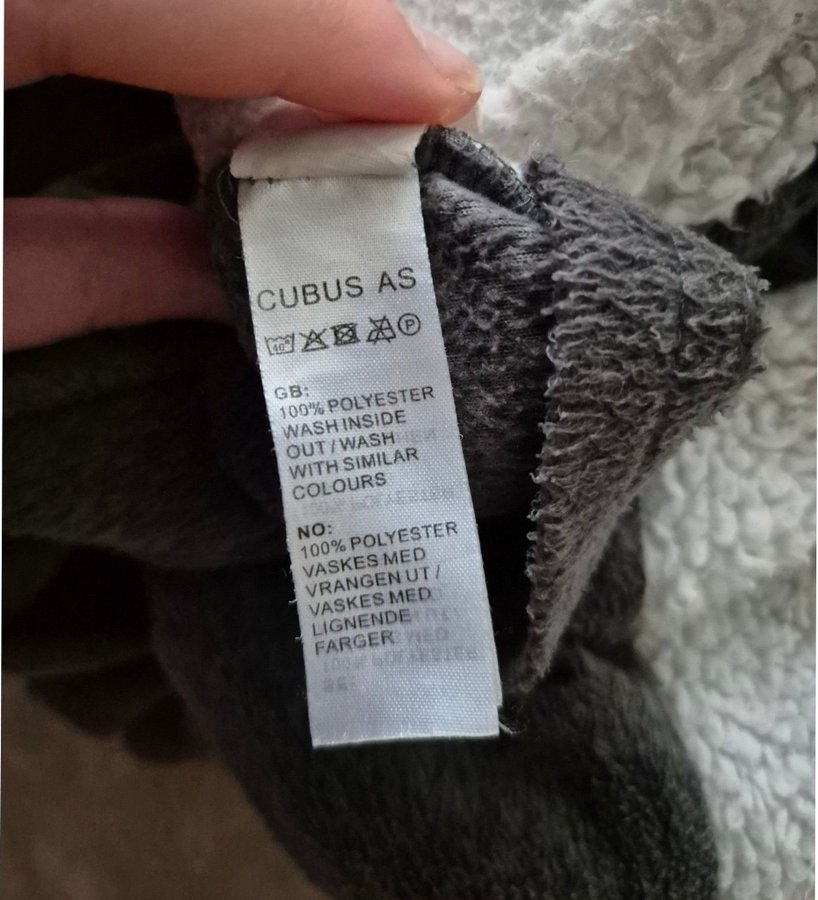 CUBUS AS
40°
P
GB:
100% POLYESTER
WASH INSIDE
OUT / WASH
WITH SIMILAR
COLOURS
NO:
100% POLYESTER
VASKES MED
VRANGEN UT /
VASKES MED
LIGNENDE
FARGER